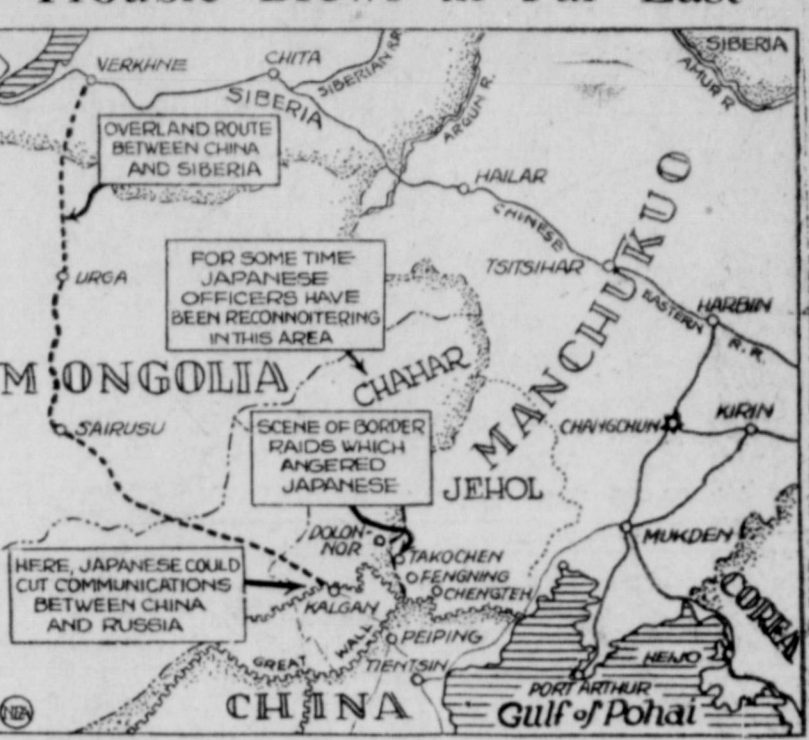 SIBERIA
VERKHNE
CHITA
SIBERIAN R.R.
SIBERIA
AMUR R.
ARGUN R.
OVERLAND ROUTE
BETWEEN CHINA
AND SIBERIA
HAILAR
CHINESE
EASTERN
R.R.
TSITSIHAR
HARBIN
URGA
FOR SOME TIME
JAPANESE
OFFICERS HAVE
BEEN RECONNOITERING
IN THIS AREA
MANCHUKUO
MONGOLIA
CHAHAR
SAIRUSU
SCENE OF BORDER
RAIDS WHICH
ANGERED
JAPANESE
CHANGCHUN
KIRIN
JEHOL
DOLON-
NOR
MUKDEN
TAKOCHEN
FENGNING
CHENGTEH
HERE, JAPANESE COULD
CUT COMMUNICATIONS
BETWEEN CHINA
AND RUSSIA
KALGAN
COREA
PEIPING
GREAT WALL
HEIJO
TIENTSIN
PORT ARTHUR
CHINA
Gulf of Pohai
NEA